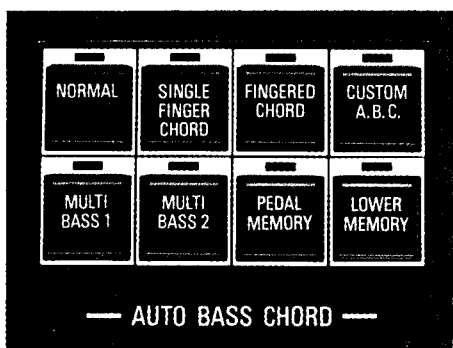 NORMAL
SINGLE
FINGER
CHORD
FINGERED
CHORD
CUSTOM
A.B.C.
MULTI
BASS 1
MULTI
BASS 2
PEDAL
MEMORY
LOWER
MEMORY
AUTO BASS CHORD